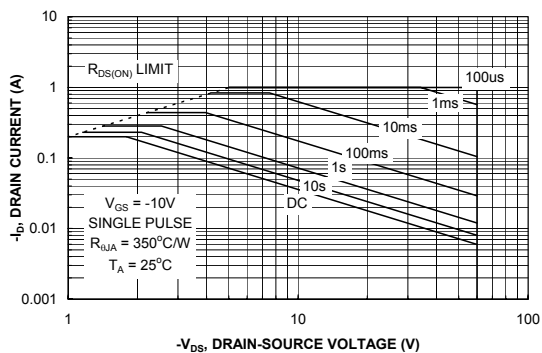 10
1
0.1
0.01
0.001
-I_D, DRAIN CURRENT (A)
R_DS(ON) LIMIT
100us
1ms
10ms
100ms
1s
10s
DC
V_GS = -10V
SINGLE PULSE
R_θJA = 350°C/W
T_A = 25°C
1 10 100
-V_DS, DRAIN-SOURCE VOLTAGE (V)